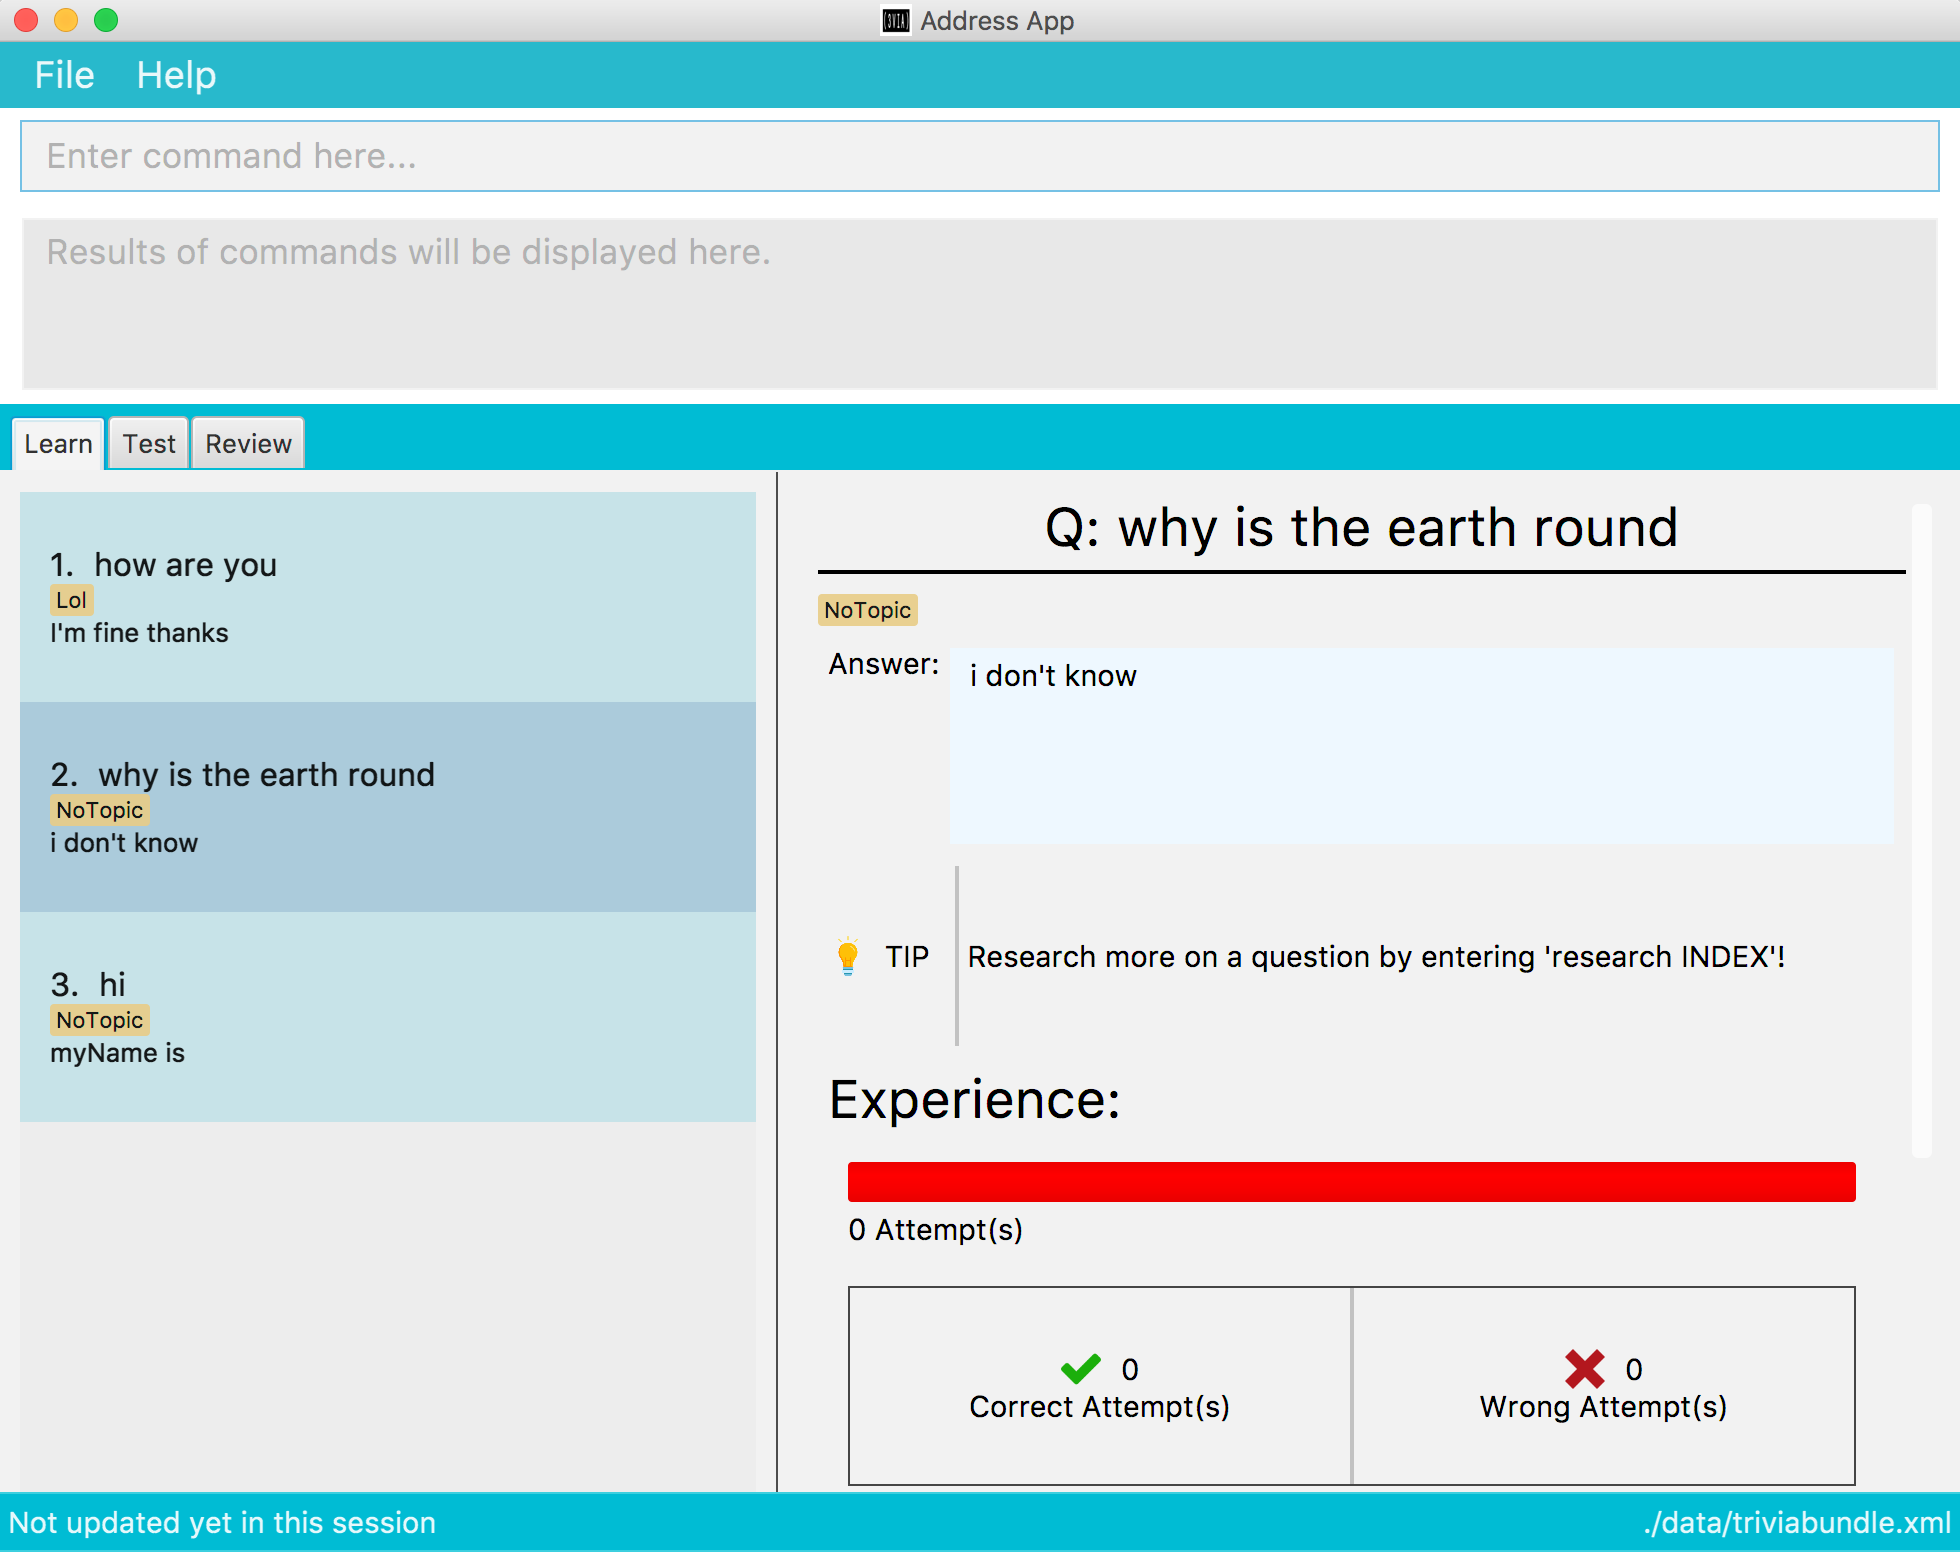 Address App
File Help
Enter command here...
Results of commands will be displayed here.
Learn Test Review
1. how are you
Lol
I'm fine thanks
2. why is the earth round
NoTopic
i don't know
3. hi
NoTopic
myName is
Q: why is the earth round
NoTopic
Answer: i don't know
TIP Research more on a question by entering 'research INDEX'!
Experience:
0 Attempt(s)
0
Correct Attempt(s)
0
Wrong Attempt(s)
Not updated yet in this session
./data/triviabundle.xml